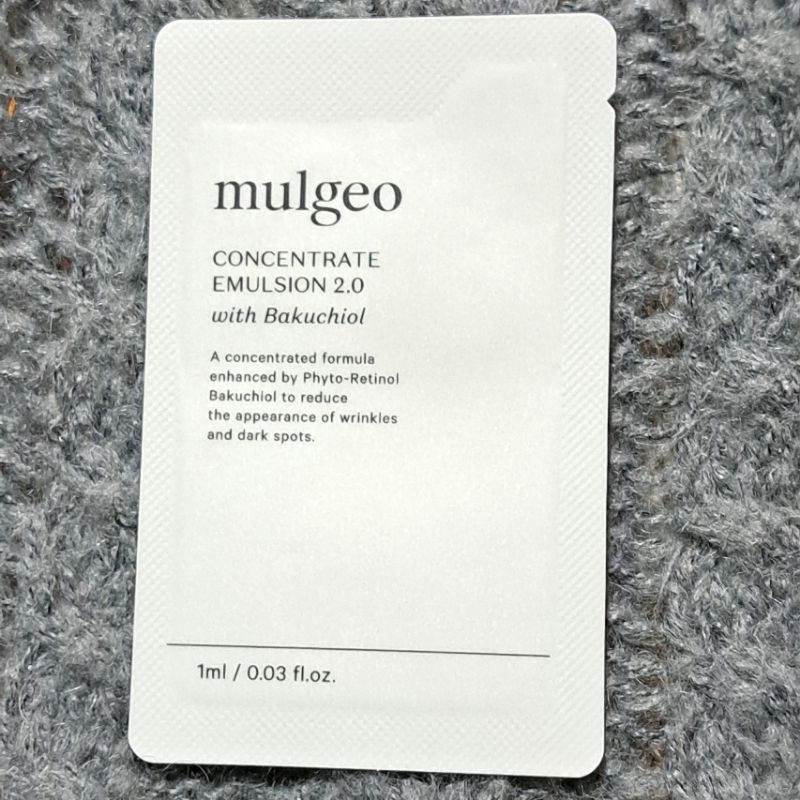 mulgeo
CONCENTRATE
EMULSION 2.0
with Bakuchiol
A concentrated formula
enhanced by Phyto-Retinol
Bakuchiol to reduce
the appearance of wrinkles
and dark spots.
1ml / 0.03 fl.oz.